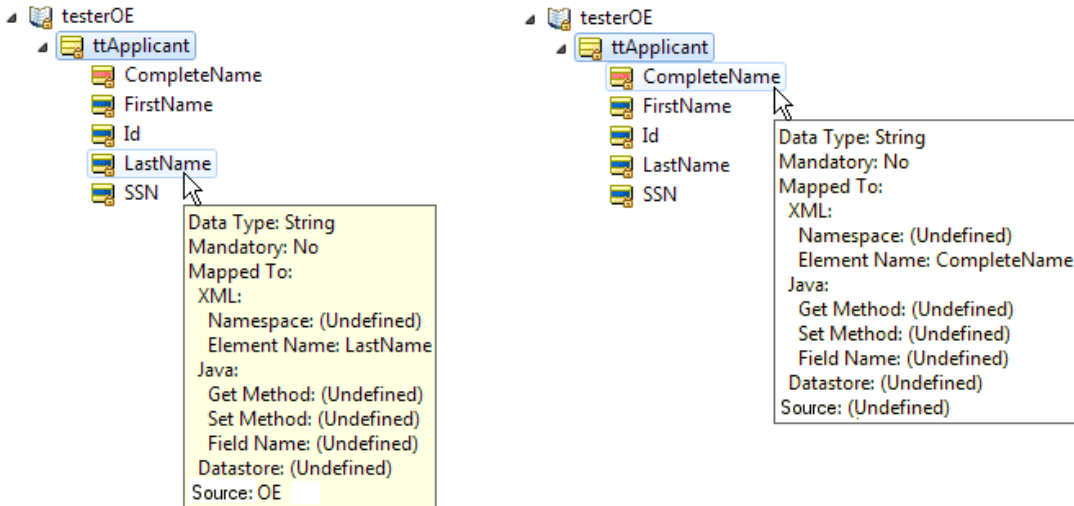 testerOE
ttApplicant
CompleteName
FirstName
Id
LastName
SSN
Data Type: String
Mandatory: No
Mapped To:
XML:
Namespace: (Undefined)
Element Name: LastName
Java:
Get Method: (Undefined)
Set Method: (Undefined)
Field Name: (Undefined)
Datastore: (Undefined)
Source: OE
testerOE
ttApplicant
CompleteName
FirstName
Id
LastName
SSN
Data Type: String
Mandatory: No
Mapped To:
XML:
Namespace: (Undefined)
Element Name: CompleteName
Java:
Get Method: (Undefined)
Set Method: (Undefined)
Field Name: (Undefined)
Datastore: (Undefined)
Source: (Undefined)